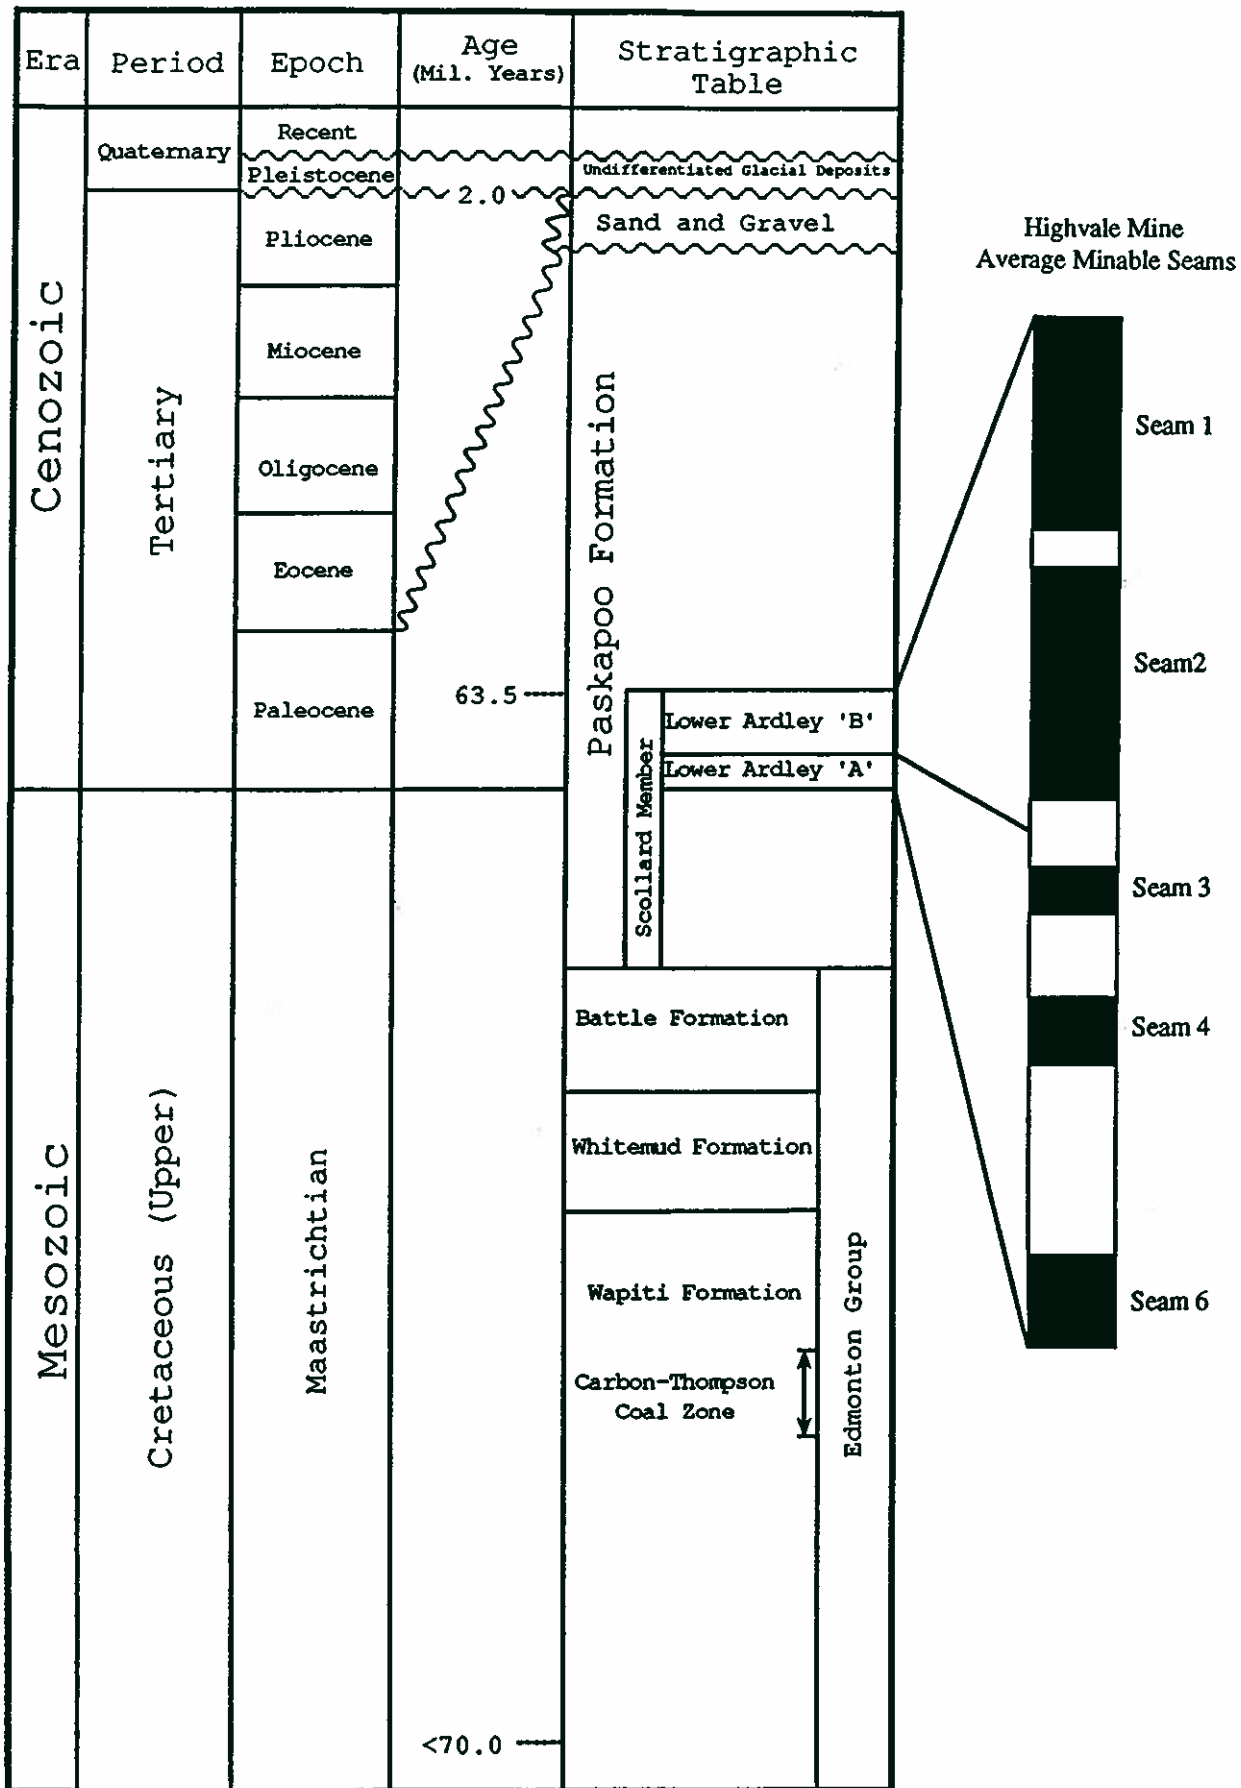 Era
Period
Epoch
Age
(Mil. Years)
Stratigraphic
Table
Cenozoic
Quaternary
Recent
Pleistocene
Undifferentiated Glacial Deposits
2.0
Sand and Gravel
Tertiary
Pliocene
Miocene
Oligocene
Eocene
Paleocene
63.5
Paskapoo Formation
Scollard Member
Lower Ardley 'B'
Lower Ardley 'A'
Mesozoic
Cretaceous (Upper)
Maastrichtian
Battle Formation
Whitemud Formation
Wapiti Formation
Carbon-Thompson
Coal Zone
Edmonton Group
<70.0
Highvale Mine
Average Minable Seams
Seam 1
Seam2
Seam 3
Seam 4
Seam 6